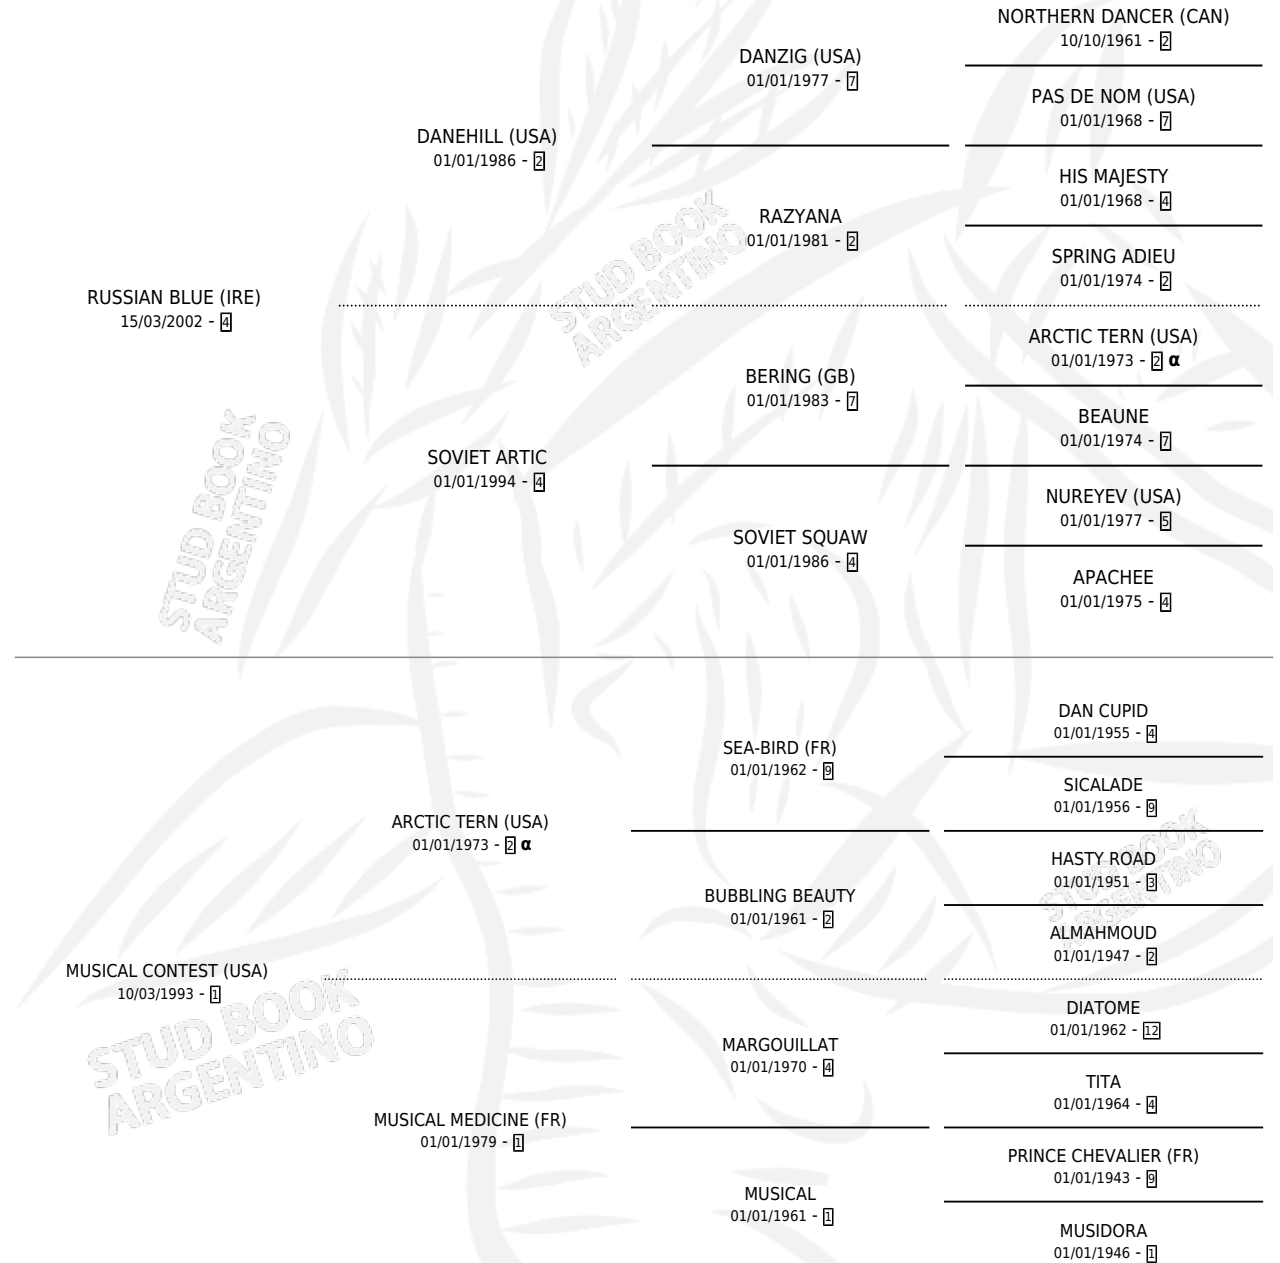 NORTHERN DANCER (CAN)
10/10/1961 - 2
DANZIG (USA)
01/01/1977 - 7
PAS DE NOM (USA)
01/01/1968 - 7
DANEHILL (USA)
01/01/1986 - 2
HIS MAJESTY
01/01/1968 - 4
RAZYANA
01/01/1981 - 2
SPRING ADIEU
01/01/1974 - 2
STUD BOOK
ARGENTINO
RUSSIAN BLUE (IRE)
15/03/2002 - 4
ARCTIC TERN (USA)
01/01/1973 - 2 α
BERING (GB)
01/01/1983 - 7
BEAUNE
01/01/1974 - 7
SOVIET ARTIC
01/01/1994 - 4
NUREYEV (USA)
01/01/1977 - 5
SOVIET SQUAW
01/01/1986 - 4
APACHEE
01/01/1975 - 4
STUD BOOK
ARGENTINO
DAN CUPID
01/01/1955 - 4
SEA-BIRD (FR)
01/01/1962 - 9
SICALADE
01/01/1956 - 9
ARCTIC TERN (USA)
01/01/1973 - 2 α
HASTY ROAD
01/01/1951 - 3
BUBBLING BEAUTY
01/01/1961 - 2
ALMAHMOUD
01/01/1947 - 2
STUD BOOK
ARGENTINO
MUSICAL CONTEST (USA)
10/03/1993 - 1
DIATOME
01/01/1962 - 12
MARGOUILLAT
01/01/1970 - 4
TITA
01/01/1964 - 4
STUD BOOK
ARGENTINO
MUSICAL MEDICINE (FR)
01/01/1979 - 1
PRINCE CHEVALIER (FR)
01/01/1943 - 9
MUSICAL
01/01/1961 - 1
MUSIDORA
01/01/1946 - 1